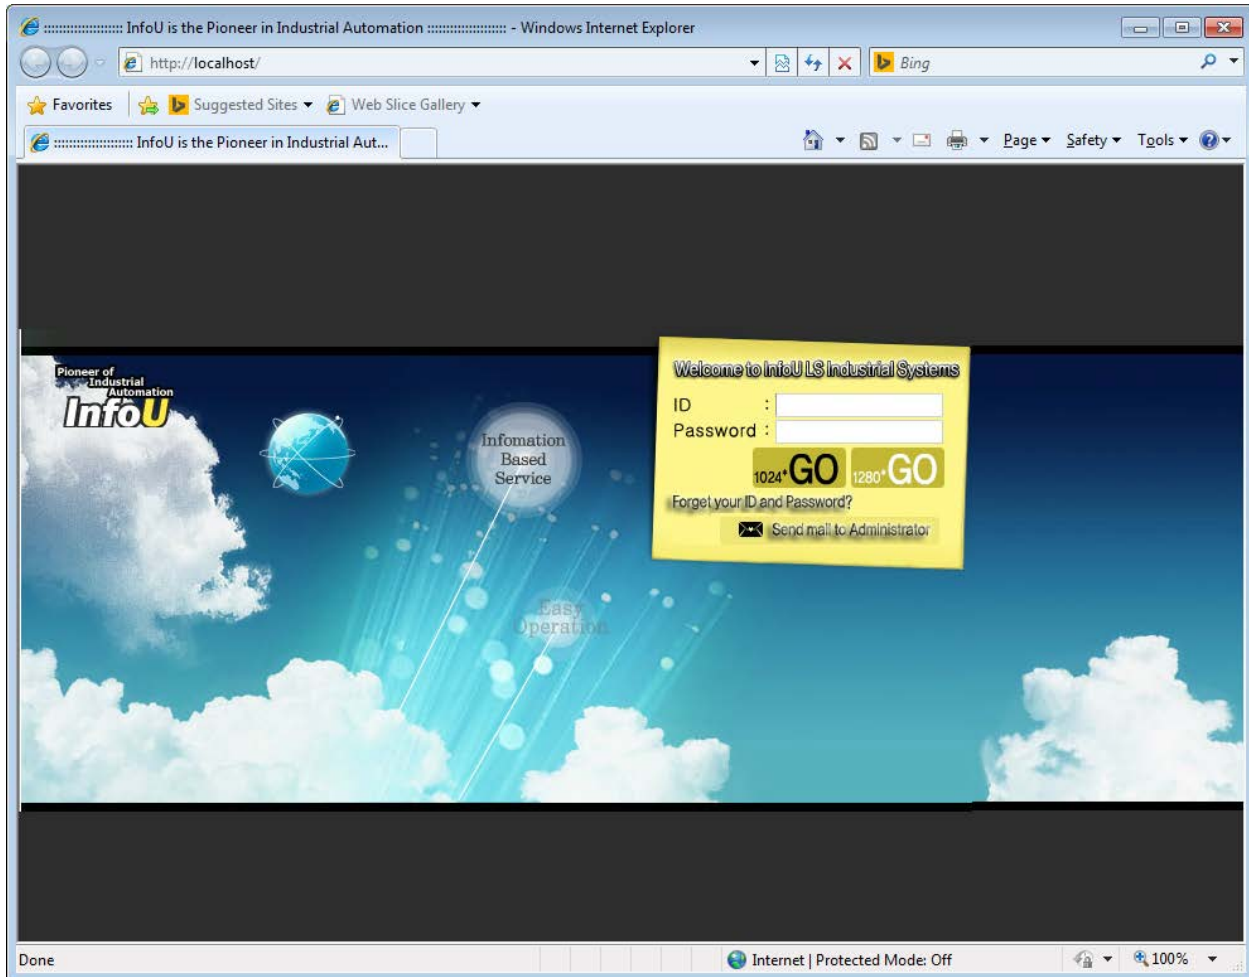 :::::::::::::::::::::: InfoU is the Pioneer in Industrial Automation :::::::::::::::::::::: - Windows Internet Explorer
http://localhost/
Bing
Favorites
Suggested Sites
Web Slice Gallery
:::::::::::::::::::::: InfoU is the Pioneer in Industrial Aut...
Page
Safety
Tools
Pioneer of
Industrial
Automation
InfoU
Infomation
Based
Service
Easy
Operation
Welcome to InfoU LS Industrial Systems
ID :
Password :
1024* GO 1280* GO
Forget your ID and Password?
Send mail to Administrator
Done
Internet | Protected Mode: Off
100%